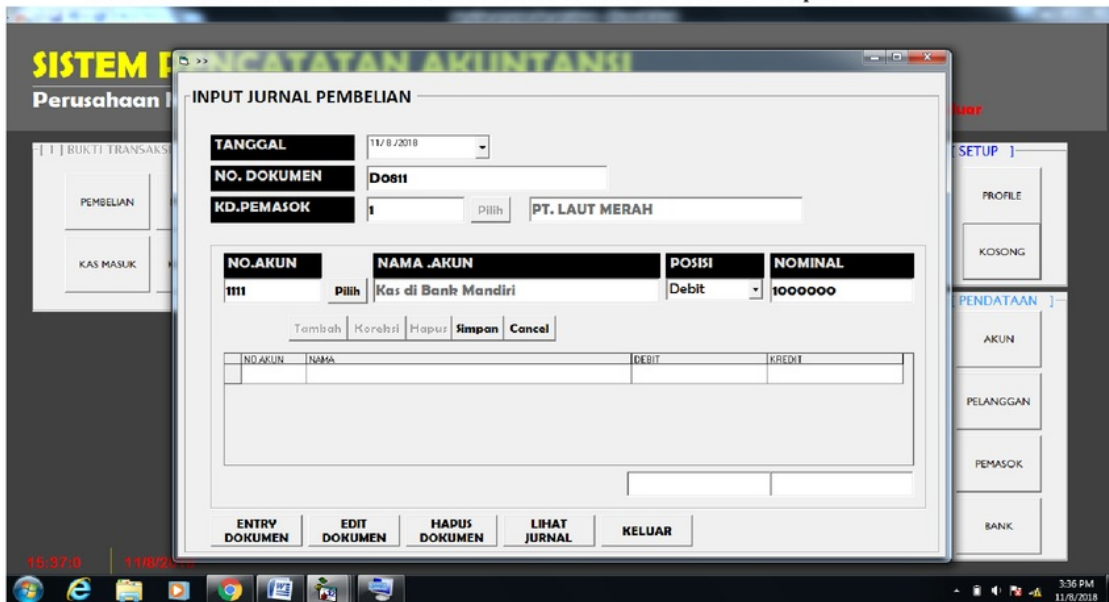 SISTEM PENCATATAN AKUNTANSI
Perusahaan
>>
INPUT JURNAL PEMBELIAN
TANGGAL 11/ 8 /2018
NO. DOKUMEN D0811
KD.PEMASOK 1 Pilih PT. LAUT MERAH
NO.AKUN NAMA .AKUN POSISI NOMINAL
1111 Pilih Kas di Bank Mandiri Debit 1000000
Tambah Koreksi Hapus Simpan Cancel
NO.AKUN NAMA DEBIT KREDIT
ENTRY DOKUMEN EDIT DOKUMEN HAPUS DOKUMEN LIHAT JURNAL KELUAR
-[ 1 ] BUKTI TRANSAKSI
PEMBELIAN
KAS MASUK
SETUP ]
PROFILE
KOSONG
PENDATAAN ]
AKUN
PELANGGAN
PEMASOK
BANK
15:37:0
3:36 PM
11/8/2018